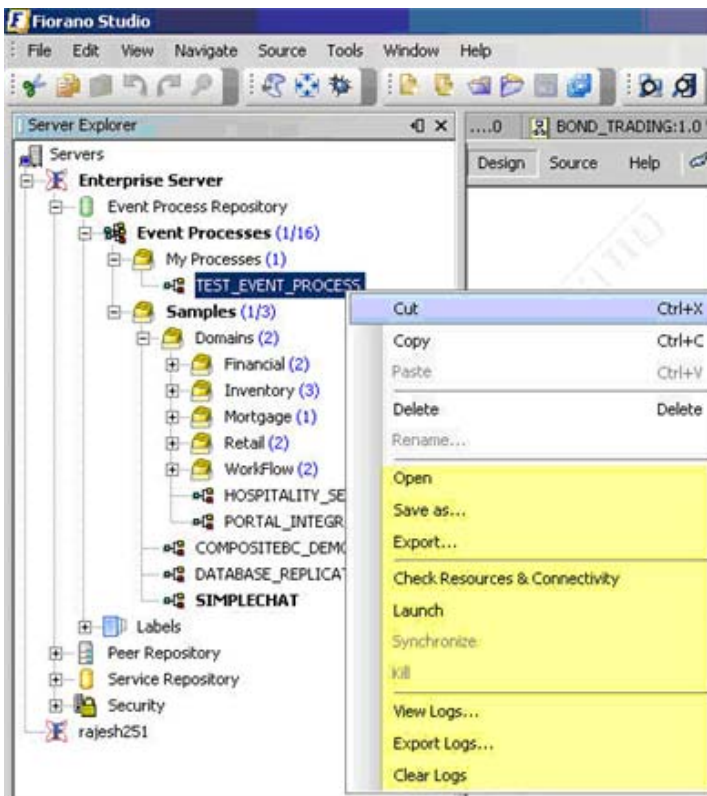 Fiorano Studio
File Edit View Navigate Source Tools Window Help
Server Explorer
....0 BOND_TRADING:1.0
Design Source Help
Servers
Enterprise Server
Event Process Repository
Event Processes (1/16)
My Processes (1)
TEST_EVENT_PROCESS
Samples (1/3)
Domains (2)
Financial (2)
Inventory (3)
Mortgage (1)
Retail (2)
WorkFlow (2)
HOSPITALITY_SE
PORTAL_INTEGR
COMPOSITEBC_DEMO
DATABASE_REPLICAT
SIMPLECHAT
Labels
Peer Repository
Service Repository
Security
rajesh251
Cut Ctrl+X
Copy Ctrl+C
Paste Ctrl+V
Delete Delete
Rename...
Open
Save as...
Export...
Check Resources & Connectivity
Launch
Synchronize
Kill
View Logs...
Export Logs...
Clear Logs